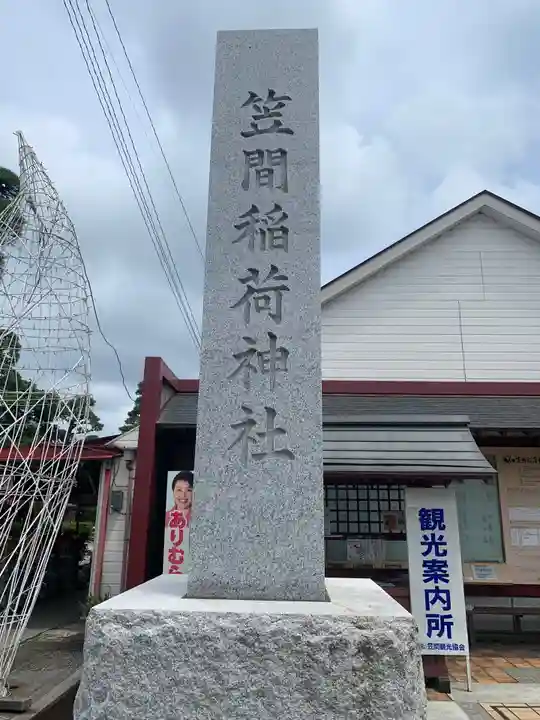 笠間稲荷神社
ありむら
観光案内所
笠間観光協会